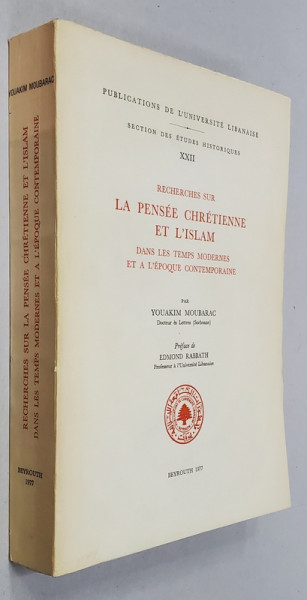 YOUAKIM MOUBARAC
RECHERCHES SUR LA PENSÉE CHRÉTIENNE ET L'ISLAM
DANS LES TEMPS MODERNES ET A L'ÉPOQUE CONTEMPORAINE
BEYROUTH
1977
PUBLICATIONS DE L'UNIVERSITÉ LIBANAISE
SECTION DES ÉTUDES HISTORIQUES
XXII
RECHERCHES SUR
LA PENSÉE CHRÉTIENNE
ET L'ISLAM
DANS LES TEMPS MODERNES
ET A L'ÉPOQUE CONTEMPORAINE
PAR
YOUAKIM MOUBARAC
Docteur ès Lettres (Sorbonne)
Préface de
EDMOND RABBATH
Professeur à l'Université Libanaise
BEYROUTH 1977